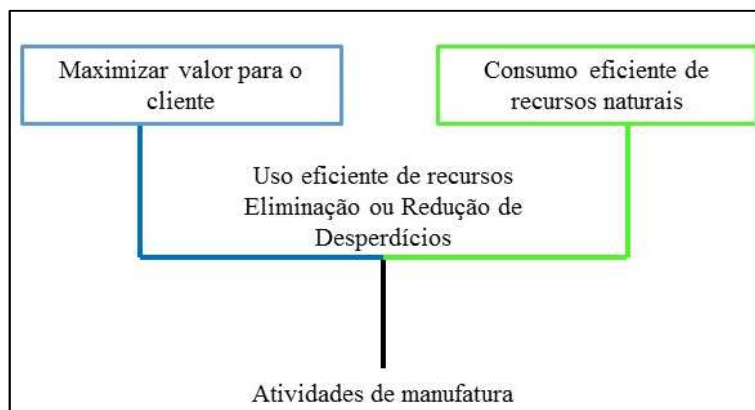 Maximizar valor para o
cliente
Consumo eficiente de
recursos naturais
Uso eficiente de recursos
Eliminação ou Redução de
Desperdícios
Atividades de manufatura